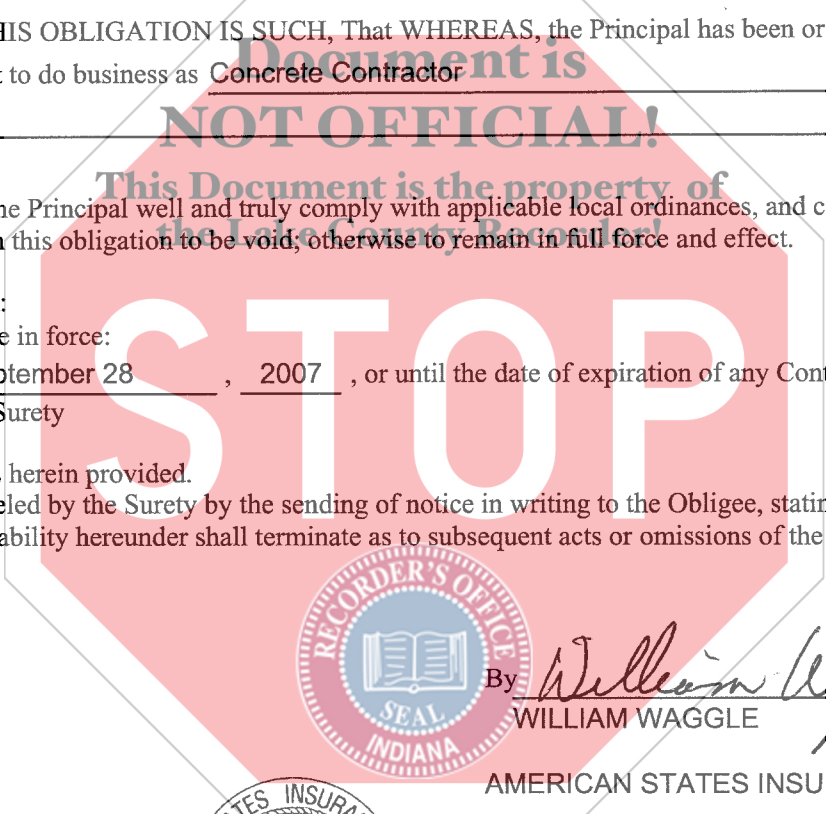 HIS OBLIGATION IS SUCH, That WHEREAS, the Principal has been or
Document is
t to do business as Concrete Contractor
NOT OFFICIAL!
This Document is the property of
he Principal well and truly comply with applicable local ordinances, and c
the Lake County Recorder!
n this obligation to be void; otherwise to remain in full force and effect.
:
e in force:
ptember 28 , 2007 , or until the date of expiration of any Cont
Surety
STOP
herein provided.
eled by the Surety by the sending of notice in writing to the Obligee, statin
ability hereunder shall terminate as to subsequent acts or omissions of the
RECORDER'S OFFICE
SEAL
INDIANA
By William W
WILLIAM WAGGLE
AMERICAN STATES INSU
TES INSURA